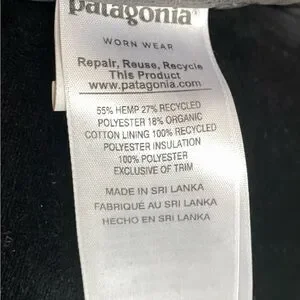 patagonia®
WORN WEAR
Repair, Reuse, Recycle
This Product
www.patagonia.com
55% HEMP 27% RECYCLED
POLYESTER 18% ORGANIC
COTTON LINING 100% RECYCLED
POLYESTER INSULATION
100% POLYESTER
EXCLUSIVE OF TRIM
MADE IN SRI LANKA
FABRIQUÉ AU SRI LANKA
HECHO EN SRI LANKA